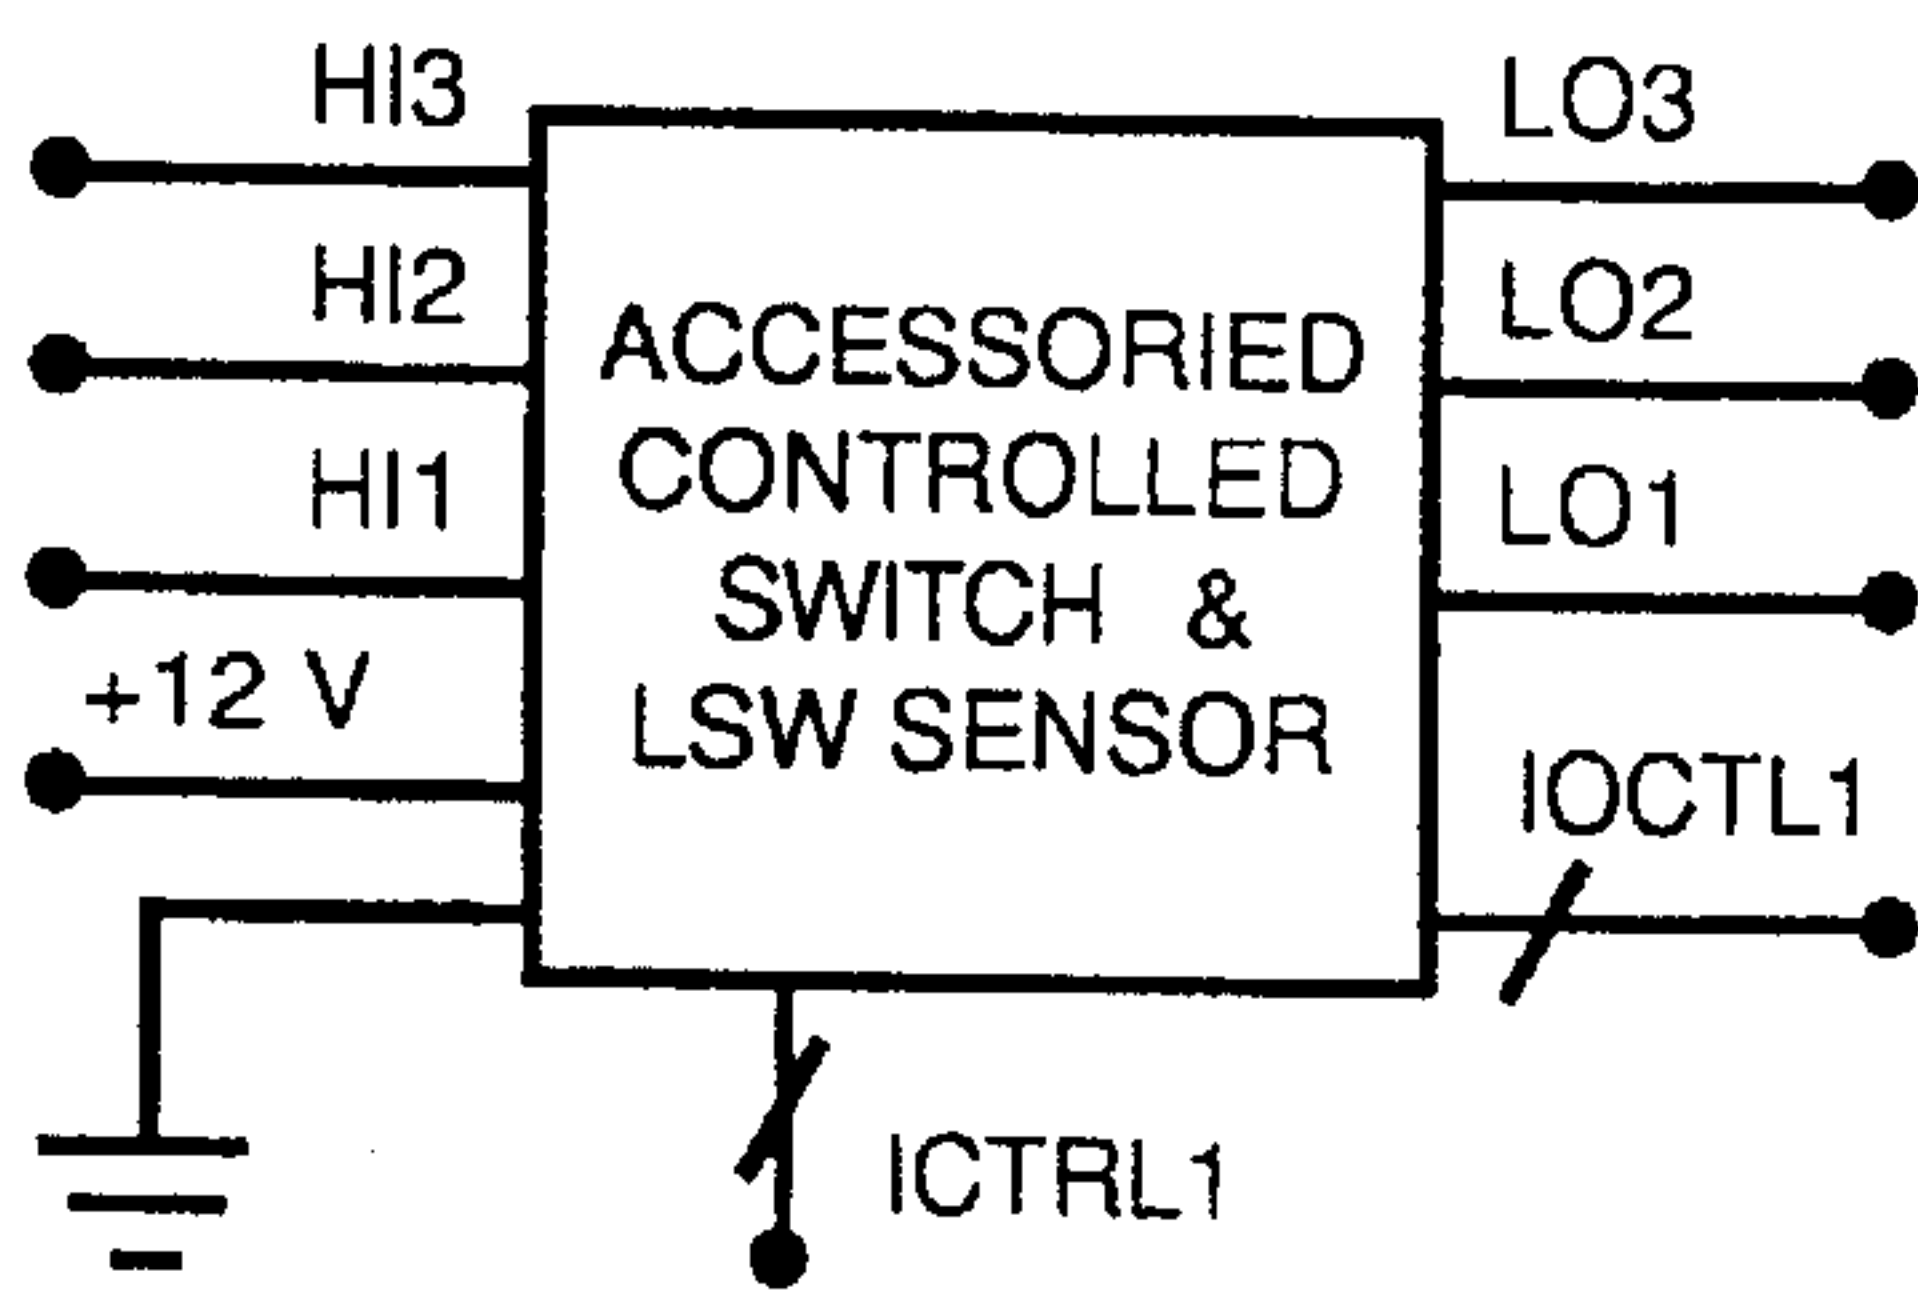 HI3
HI2
HI1
+12 V
ACCESSORIED
CONTROLLED
SWITCH &
LSW SENSOR
LO3
LO2
LO1
IOCTL1
ICTRL1